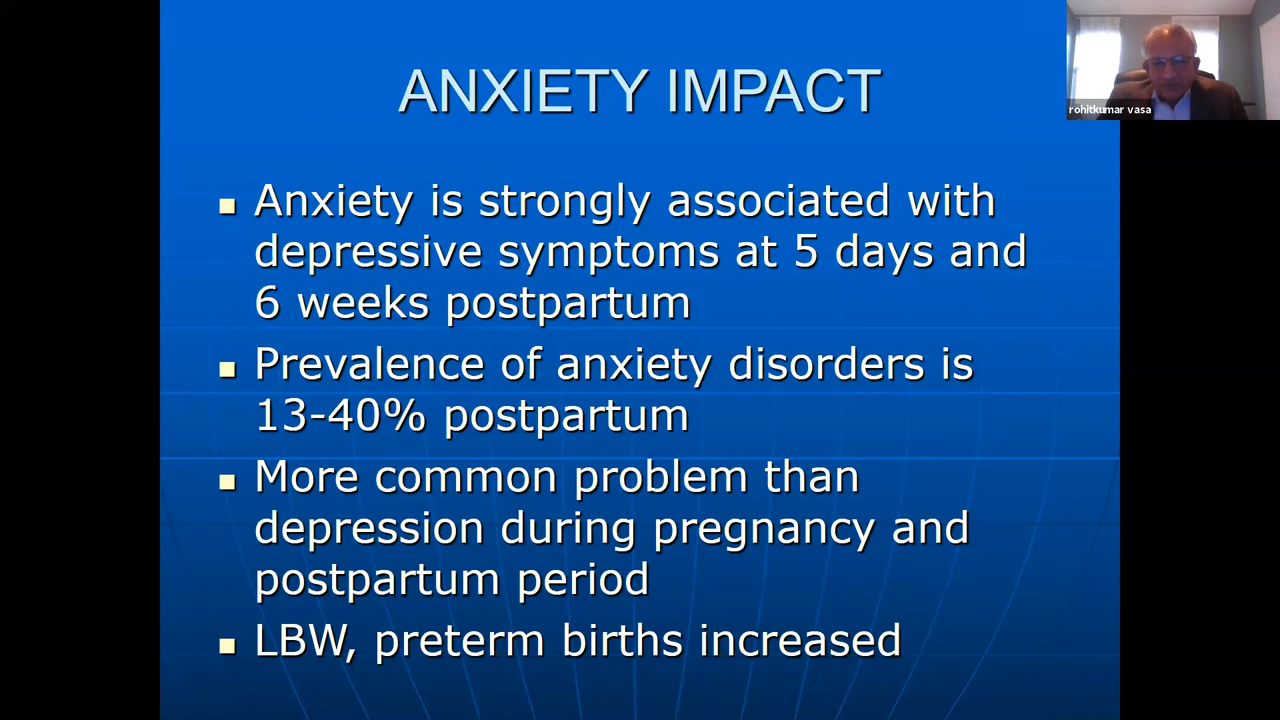 ANXIETY IMPACT
rohitkumar vasa
Anxiety is strongly associated with
depressive symptoms at 5 days and
6 weeks postpartum
Prevalence of anxiety disorders is
13-40% postpartum
More common problem than
depression during pregnancy and
postpartum period
LBW, preterm births increased